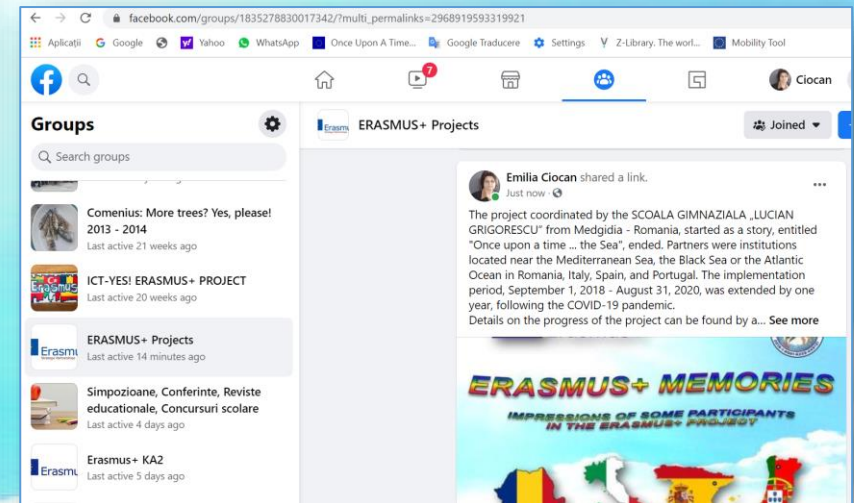 facebook.com/groups/1835278830017342/?multi_permalinks=2968919593319921
Aplicații Google Yahoo WhatsApp Once Upon A Time... Google Traducere Settings Z-Library. The worl... Mobility Tool
7
Ciocan
Groups
Search groups
Comenius: More trees? Yes, please!
2013 - 2014
Last active 21 weeks ago
ICT-YES! ERASMUS+ PROJECT
Last active 20 weeks ago
Erasmu
ERASMUS+ Projects
Last active 14 minutes ago
Simpozioane, Conferinte, Reviste
educationale, Concursuri scolare
Last active 4 days ago
Erasmu
Erasmus+ KA2
Last active 5 days ago
Erasmu
ERASMUS+ Projects
Joined
Emilia Ciocan shared a link.
Just now ·
The project coordinated by the SCOALA GIMNAZIALA „LUCIAN
GRIGORESCU" from Medgidia - Romania, started as a story, entitled
"Once upon a time ... the Sea", ended. Partners were institutions
located near the Mediterranean Sea, the Black Sea or the Atlantic
Ocean in Romania, Italy, Spain, and Portugal. The implementation
period, September 1, 2018 - August 31, 2020, was extended by one
year, following the COVID-19 pandemic.
Details on the progress of the project can be found by a... See more
ERASMUS+ MEMORIES
IMPRESSIONS OF SOME PARTICIPANTS
IN THE ERASMUS+ PROJECT